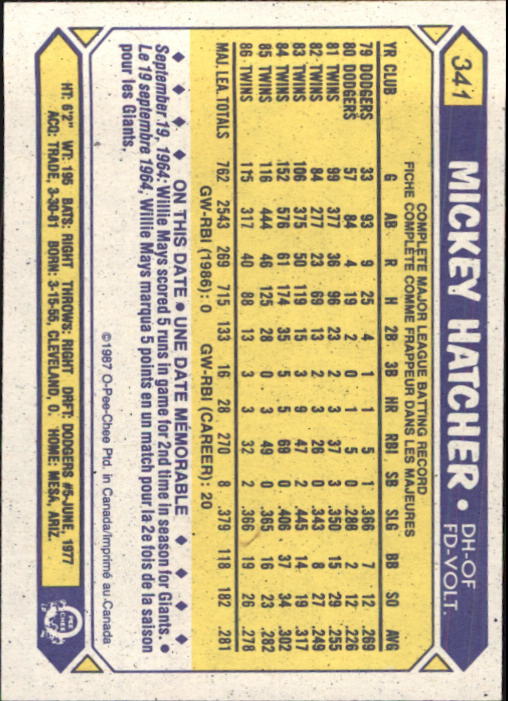 341
MICKEY HATCHER • DH-OF
FD-VOLT.
COMPLETE MAJOR LEAGUE BATTING RECORD
FICHE COMPLÈTE COMME FRAPPEUR DANS LES MAJEURES
YR CLUB G AB R H 2B 3B HR RBI SB SLG BB SO AVG
79 DODGERS 33 93 9 25 4 1 1 5 1 .366 7 12 .269
80 DODGERS 57 84 4 19 2 0 1 5 0 .286 2 12 .226
81 TWINS 99 377 36 96 23 2 3 37 3 .350 15 29 .255
82 TWINS 84 277 23 69 13 2 3 26 0 .343 8 27 .249
83 TWINS 106 375 50 119 15 3 9 47 2 .445 14 19 .317
84 TWINS .152 576 61 174 35 5 5 69 0 .406 37 34 .302
85 TWINS 116 444 46 125 28 0 3 49 0 .365 16 23 .282
86 TWINS 115 317 40 88 13 3 3 32 2 .366 19 26 .278
MAJ. LEA. TOTALS 762 2543 269 715 133 16 28 270 8 .379 118 182 .281
GW-RBI (1986): 0 GW-RBI (CAREER): 20
ON THIS DATE • UNE DATE MÉMORABLE
September 19, 1964: Willie Mays scored 5 runs in game for 2nd time in season for Giants. •
Le 19 septembre 1964, Willie Mays marqua 5 points en un match pour la 2e fois de la saison
pour les Giants.
©1987 O-Pee-Chee Ptd. in Canada/Imprimé au Canada
HT: 6'2" WT: 195 BATS: RIGHT THROWS: RIGHT DRFT: DODGERS #5-JUNE, 1977
ACQ: TRADE, 3-30-81 BORN: 3-15-55, CLEVELAND, O. HOME: MESA, ARIZ.
O
PEE
CHEE